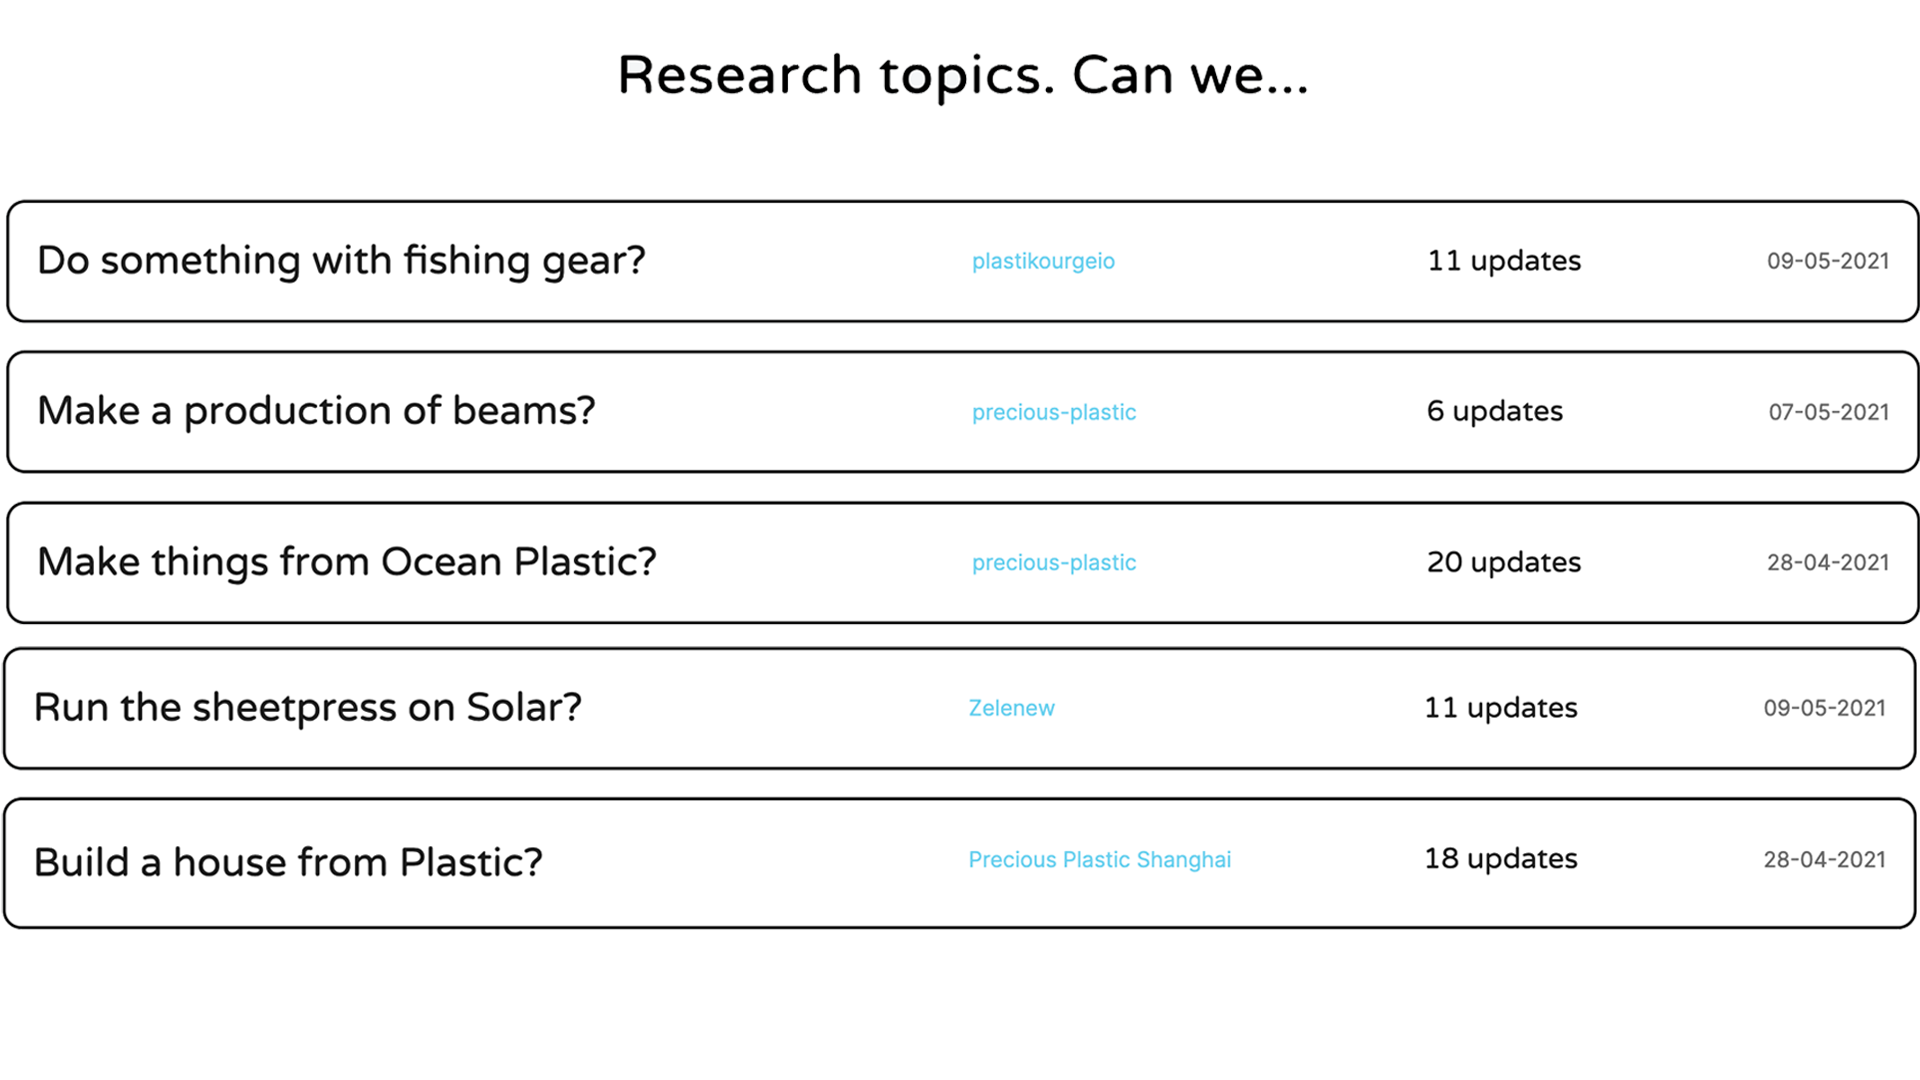 Research topics. Can we...
Do something with fishing gear? plastikourgeio 11 updates 09-05-2021
Make a production of beams? precious-plastic 6 updates 07-05-2021
Make things from Ocean Plastic? precious-plastic 20 updates 28-04-2021
Run the sheetpress on Solar? Zelenew 11 updates 09-05-2021
Build a house from Plastic? Precious Plastic Shanghai 18 updates 28-04-2021